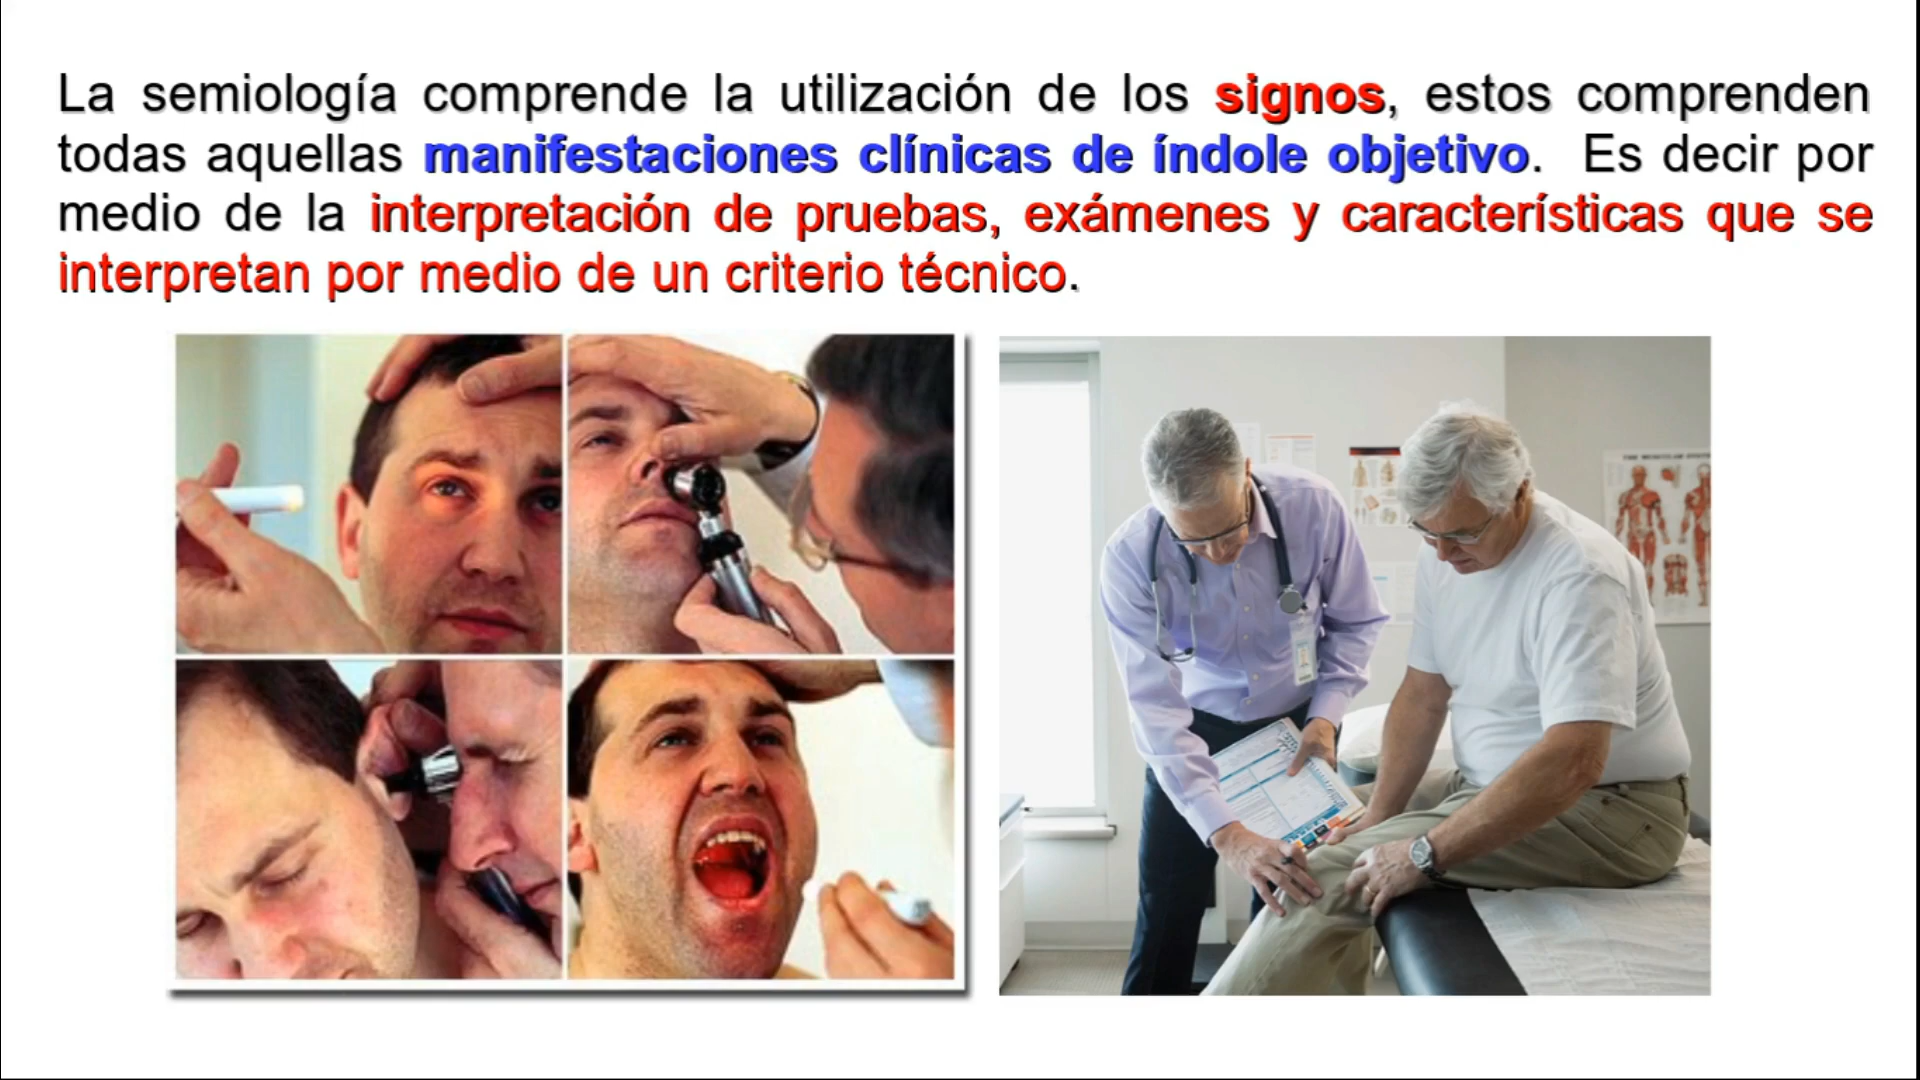 La semiología comprende la utilización de los signos, estos comprenden
todas aquellas manifestaciones clínicas de índole objetivo. Es decir por
medio de la interpretación de pruebas, exámenes y características que se
interpretan por medio de un criterio técnico.